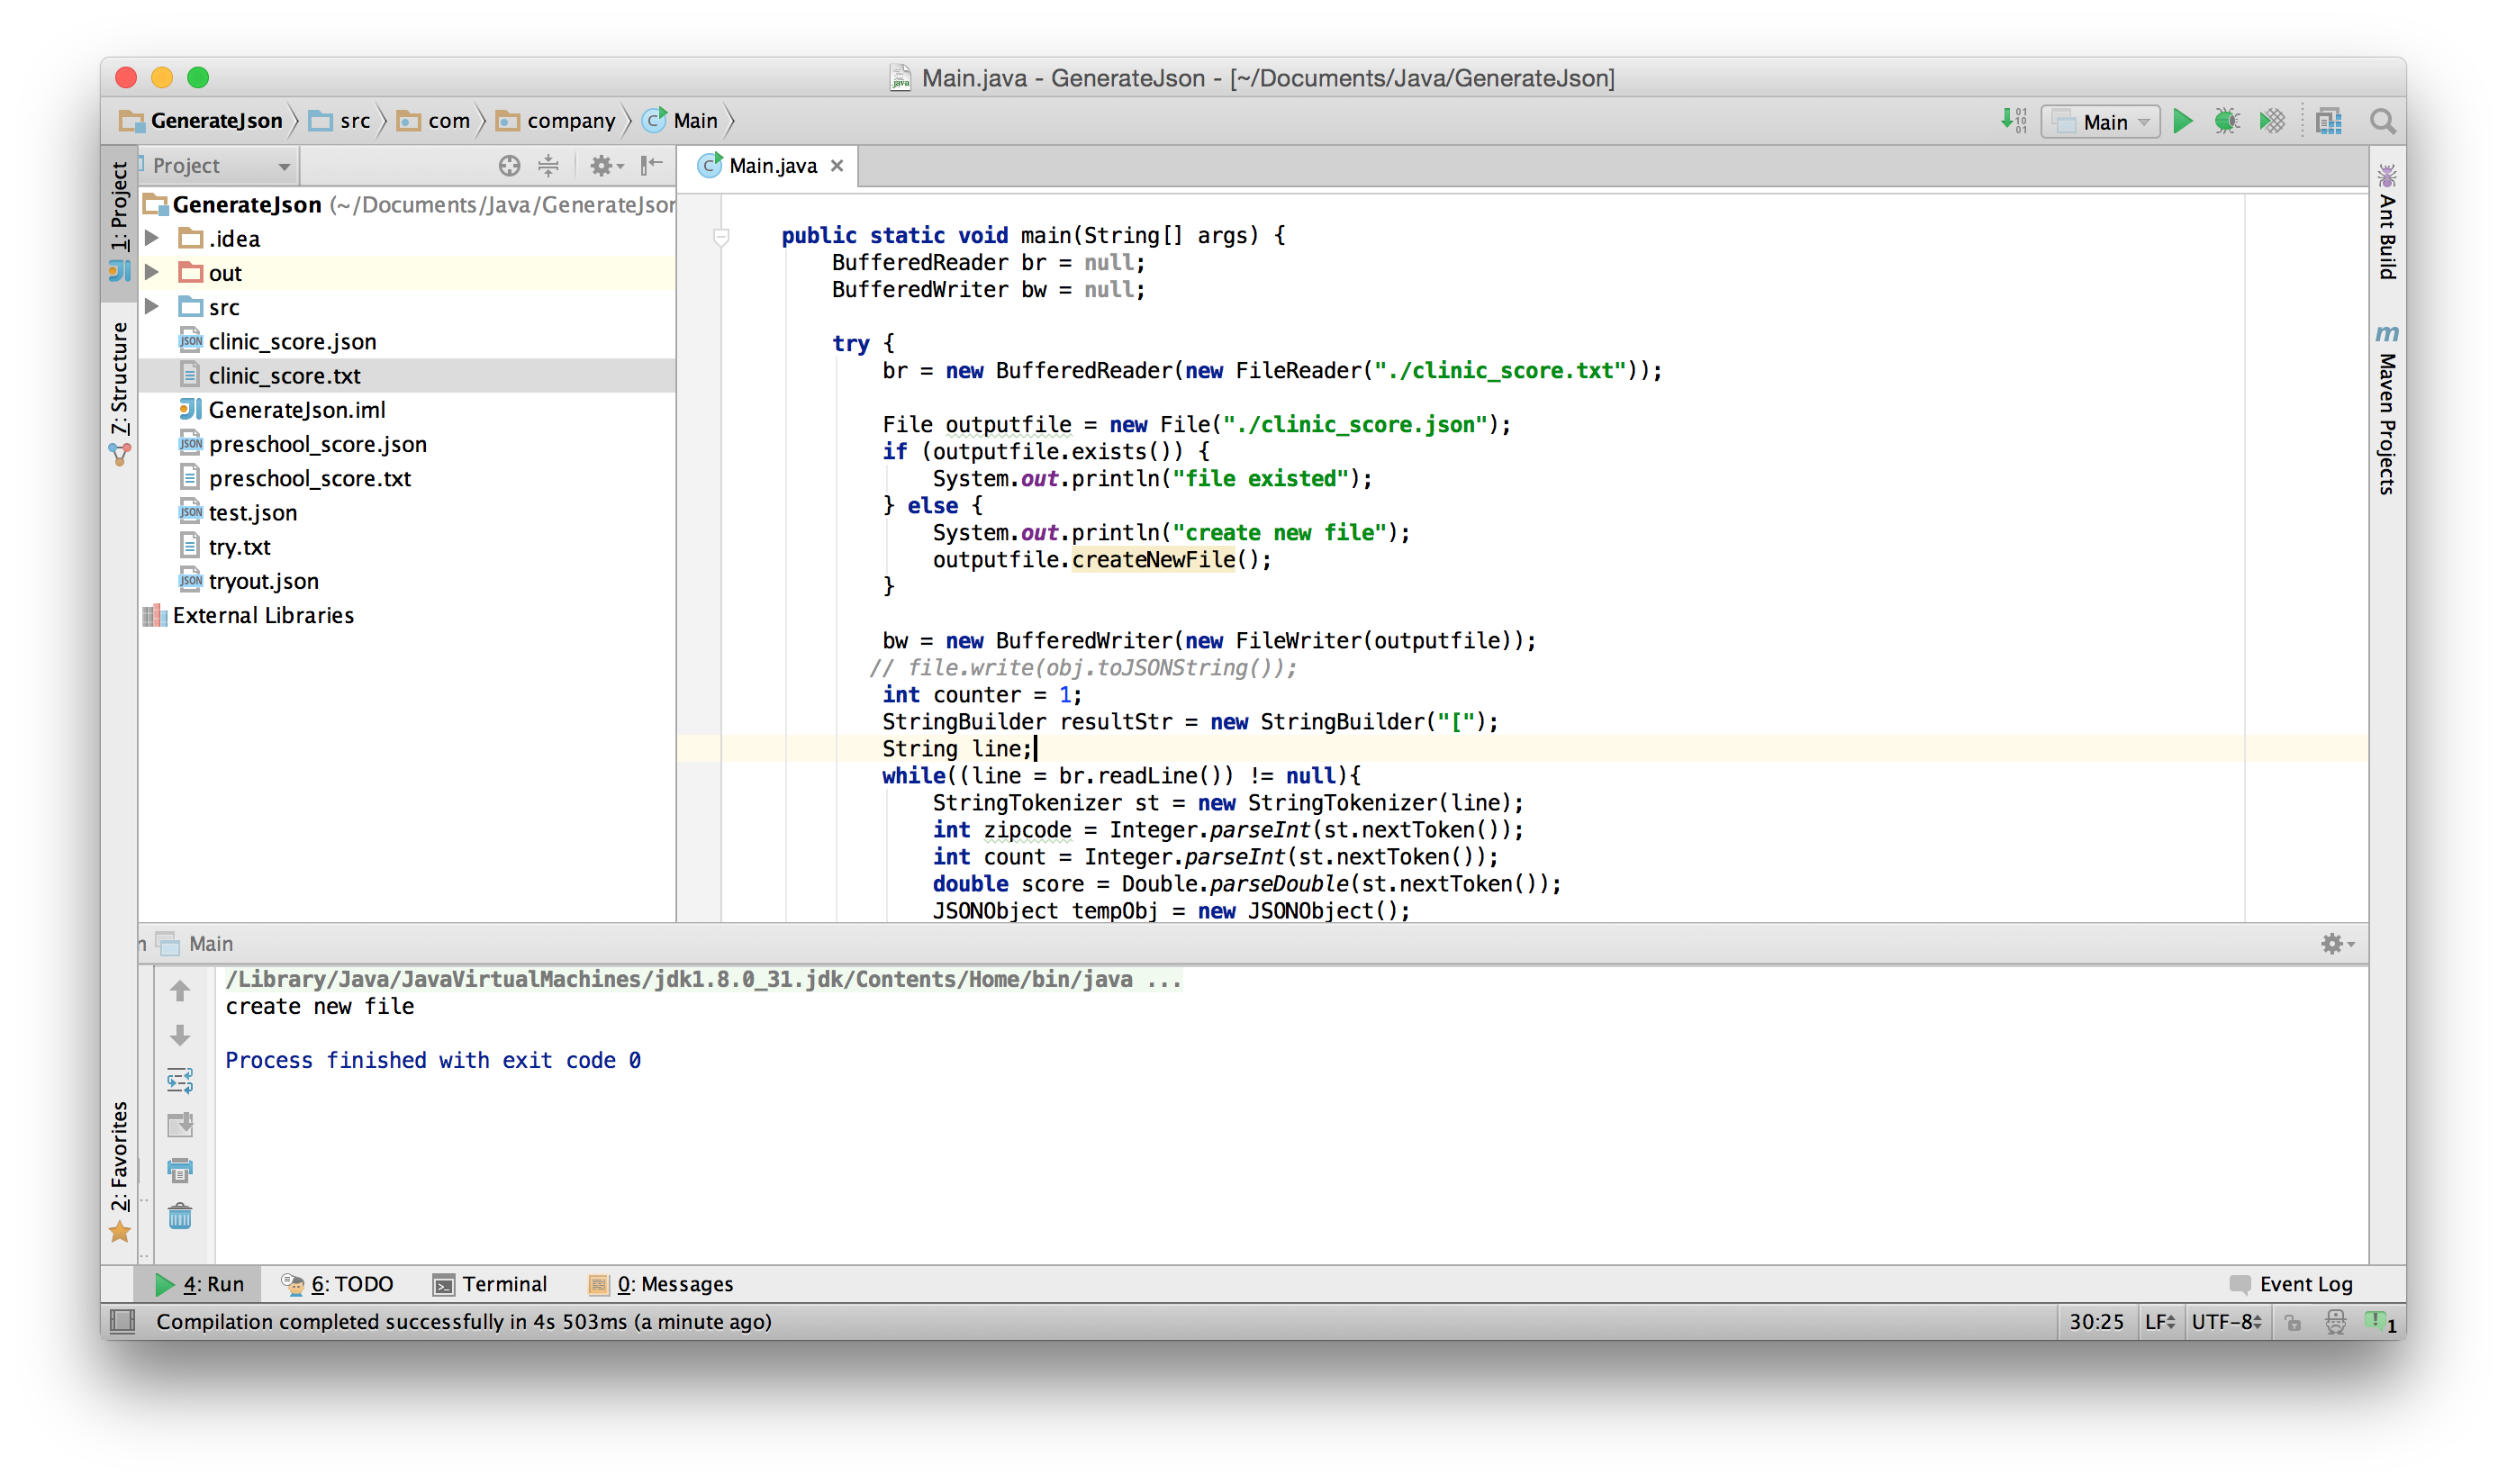 Main.java - GenerateJson - [~/Documents/Java/GenerateJson]
GenerateJson src com company Main
Main
1: Project
7: Structure
2: Favorites
Project
GenerateJson (~/Documents/Java/GenerateJson
.idea
out
src
clinic_score.json
clinic_score.txt
GenerateJson.iml
preschool_score.json
preschool_score.txt
test.json
try.txt
tryout.json
External Libraries
Main.java
public static void main(String[] args) {
BufferedReader br = null;
BufferedWriter bw = null;
try {
br = new BufferedReader(new FileReader("./clinic_score.txt"));
File outputfile = new File("./clinic_score.json");
if (outputfile.exists()) {
System.out.println("file existed");
} else {
System.out.println("create new file");
outputfile.createNewFile();
}
bw = new BufferedWriter(new FileWriter(outputfile));
// file.write(obj.toJSONString());
int counter = 1;
StringBuilder resultStr = new StringBuilder("[");
String line;
while((line = br.readLine()) != null){
StringTokenizer st = new StringTokenizer(line);
int zipcode = Integer.parseInt(st.nextToken());
int count = Integer.parseInt(st.nextToken());
double score = Double.parseDouble(st.nextToken());
JSONObject tempObj = new JSONObject();
Ant Build
m Maven Projects
n Main
/Library/Java/JavaVirtualMachines/jdk1.8.0_31.jdk/Contents/Home/bin/java ...
create new file
Process finished with exit code 0
4: Run 6: TODO Terminal 0: Messages Event Log
Compilation completed successfully in 4s 503ms (a minute ago) 30:25 LF UTF-8 1